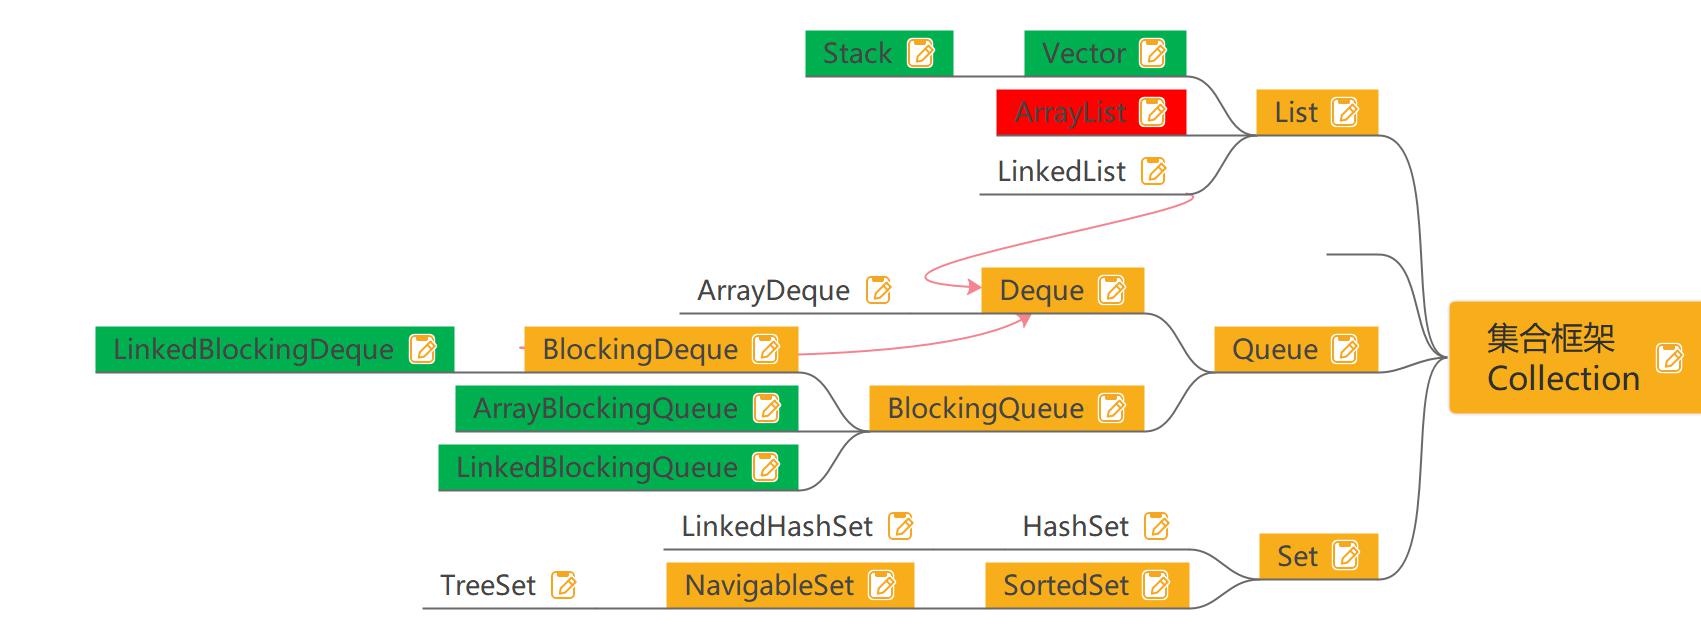 Stack
Vector
ArrayList
List
LinkedList
ArrayDeque
Deque
LinkedBlockingDeque
BlockingDeque
Queue
集合框架
Collection
ArrayBlockingQueue
BlockingQueue
LinkedBlockingQueue
LinkedHashSet
HashSet
Set
TreeSet
NavigableSet
SortedSet